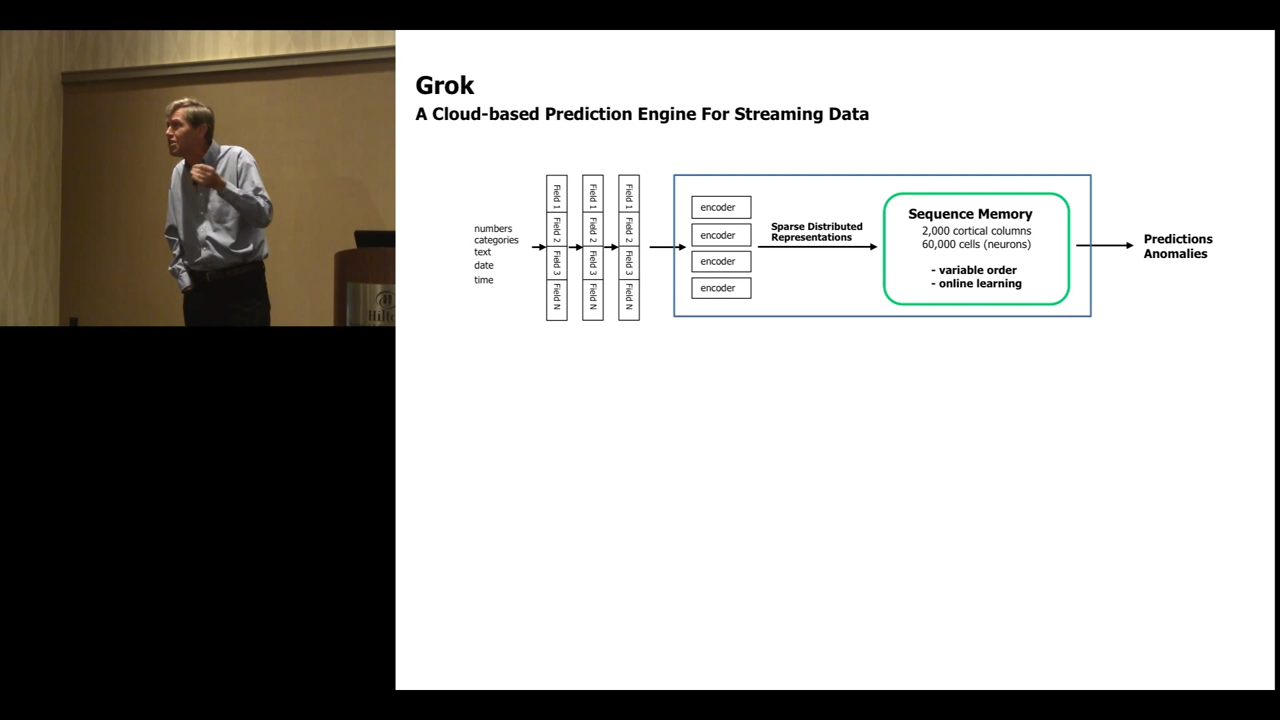 Grok
A Cloud-based Prediction Engine For Streaming Data
numbers
categories
text
date
time
Field 1
Field 2
Field 3
Field N
Field 1
Field 2
Field 3
Field N
Field 1
Field 2
Field 3
Field N
encoder
encoder
encoder
encoder
Sparse Distributed
Representations
Sequence Memory
2,000 cortical columns
60,000 cells (neurons)
- variable order
- online learning
Predictions
Anomalies